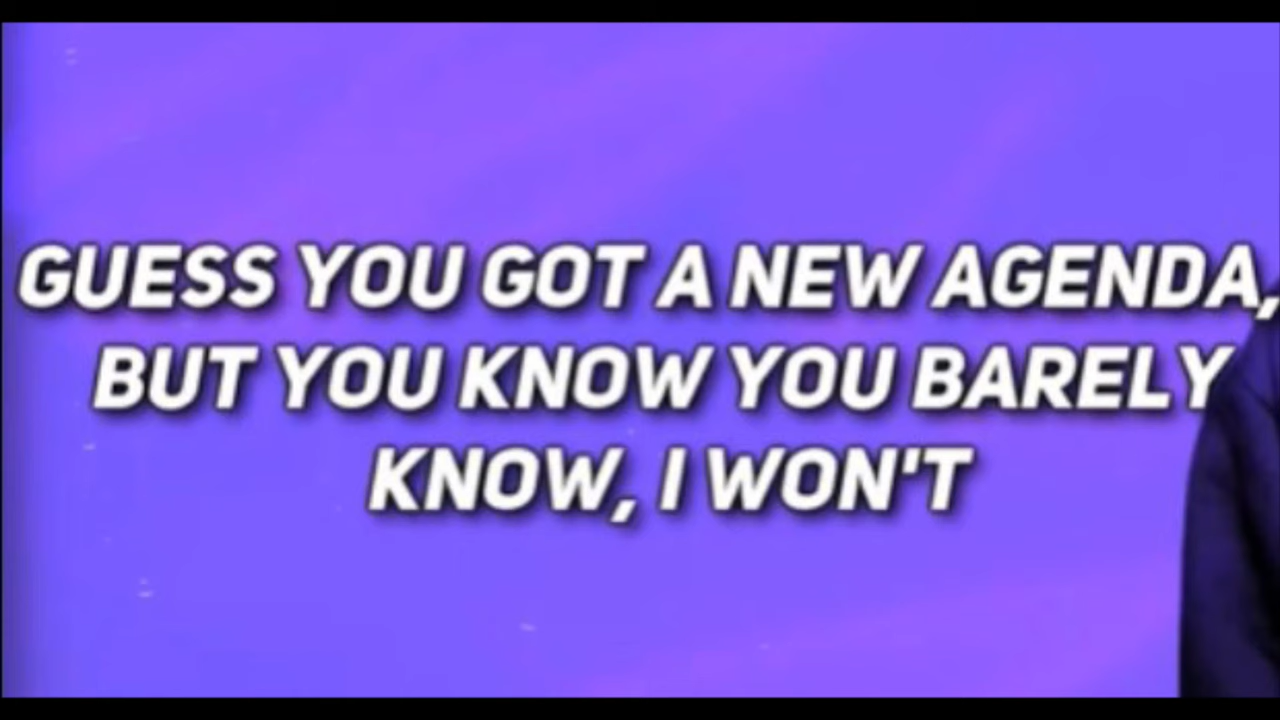 GUESS YOU GOT A NEW AGENDA,
BUT YOU KNOW YOU BARELY
KNOW, I WON'T